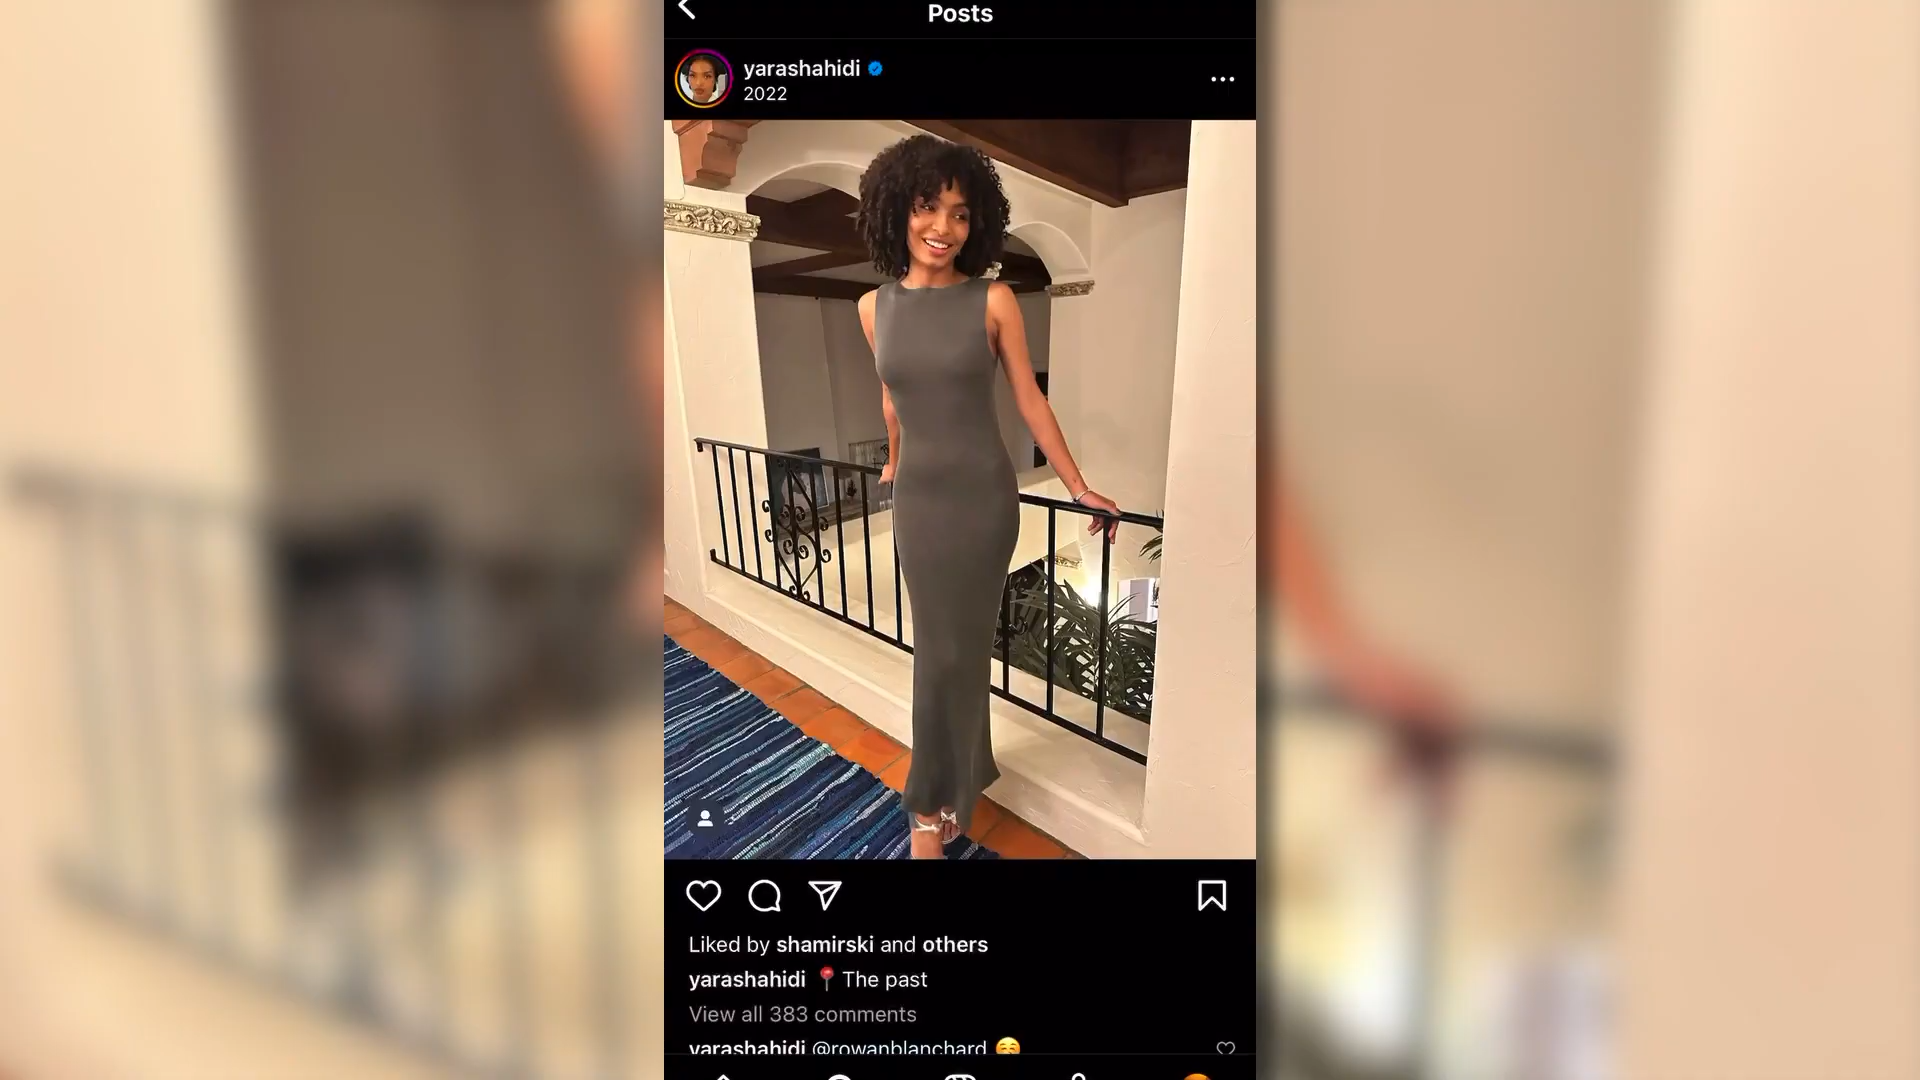 Posts
yarashahidi
2022
Liked by shamirski and others
yarashahidi 📍 The past
View all 383 comments
yarashahidi @rowanblanchard ☺️